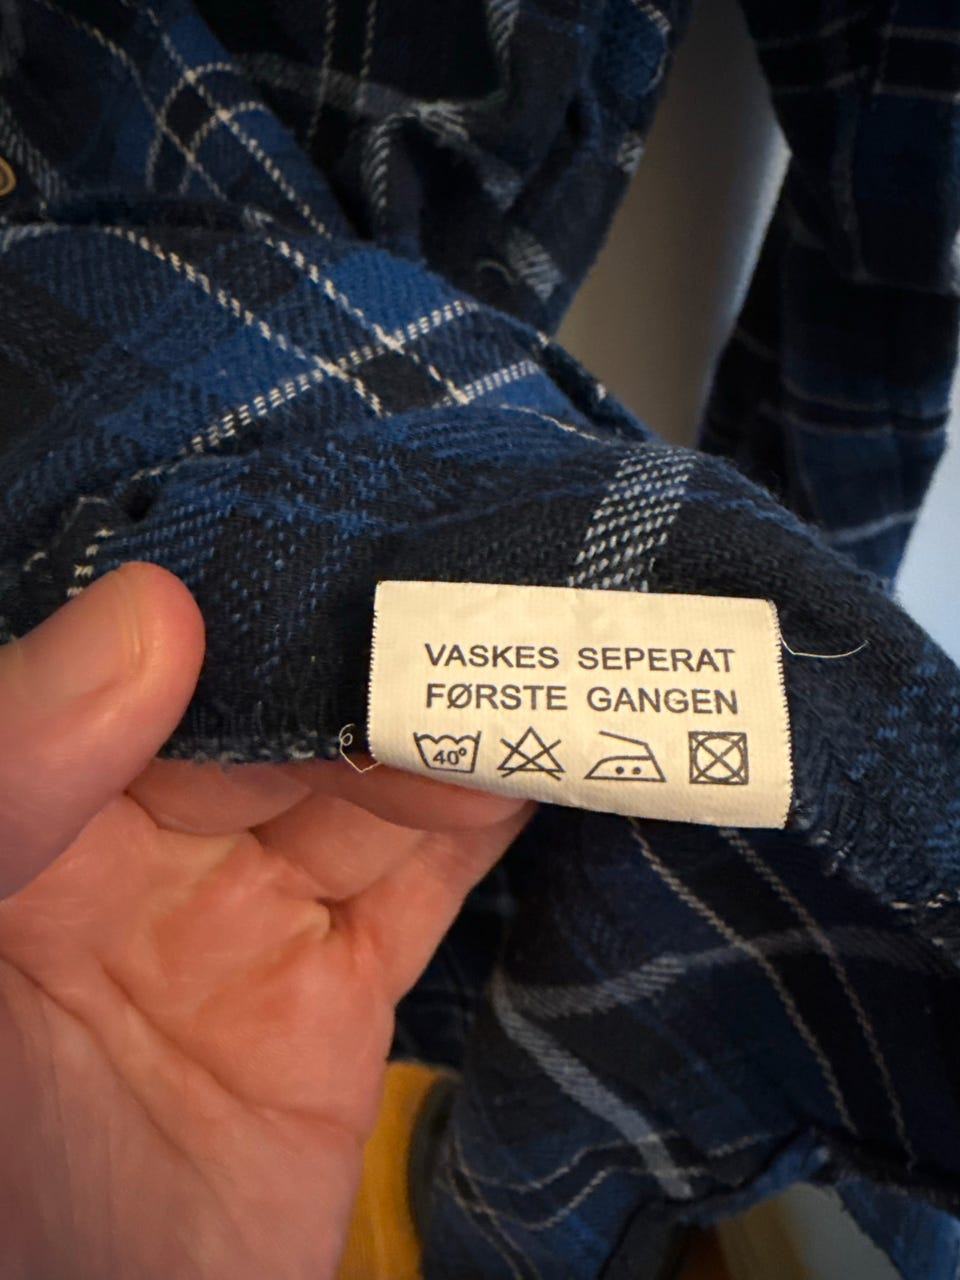 VASKES SEPERAT
FØRSTE GANGEN
40°